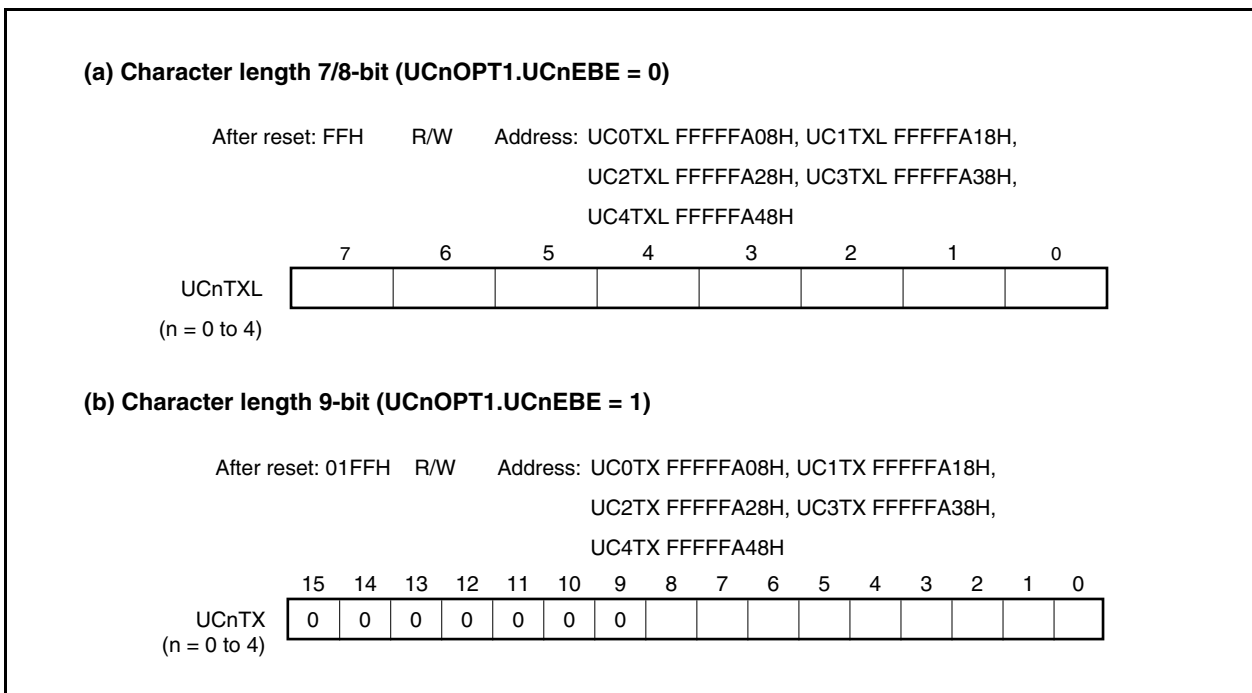 (a) Character length 7/8-bit (UCnOPT1.UCnEBE = 0)
After reset: FFH R/W Address: UC0TXL FFFFFA08H, UC1TXL FFFFFA18H,
UC2TXL FFFFFA28H, UC3TXL FFFFFA38H,
UC4TXL FFFFFA48H
7 6 5 4 3 2 1 0
UCnTXL
(n = 0 to 4)
(b) Character length 9-bit (UCnOPT1.UCnEBE = 1)
After reset: 01FFH R/W Address: UC0TX FFFFFA08H, UC1TX FFFFFA18H,
UC2TX FFFFFA28H, UC3TX FFFFFA38H,
UC4TX FFFFFA48H
15 14 13 12 11 10 9 8 7 6 5 4 3 2 1 0
UCnTX 0 0 0 0 0 0 0
(n = 0 to 4)